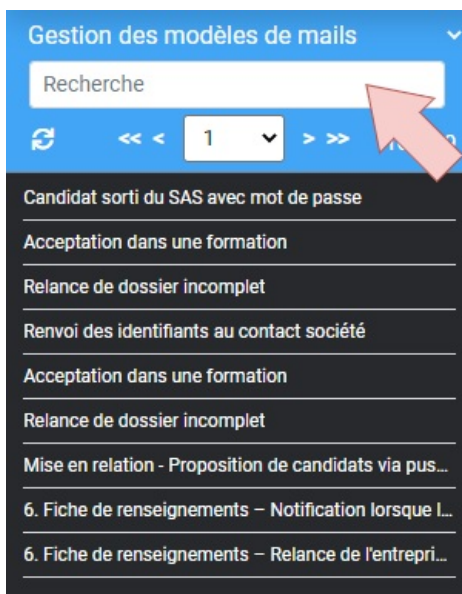 Gestion des modèles de mails
Recherche
<< < 1 > >>
Candidat sorti du SAS avec mot de passe
Acceptation dans une formation
Relance de dossier incomplet
Renvoi des identifiants au contact société
Acceptation dans une formation
Relance de dossier incomplet
Mise en relation - Proposition de candidats via pus...
6. Fiche de renseignements – Notification lorsque l...
6. Fiche de renseignements – Relance de l'entrepri...